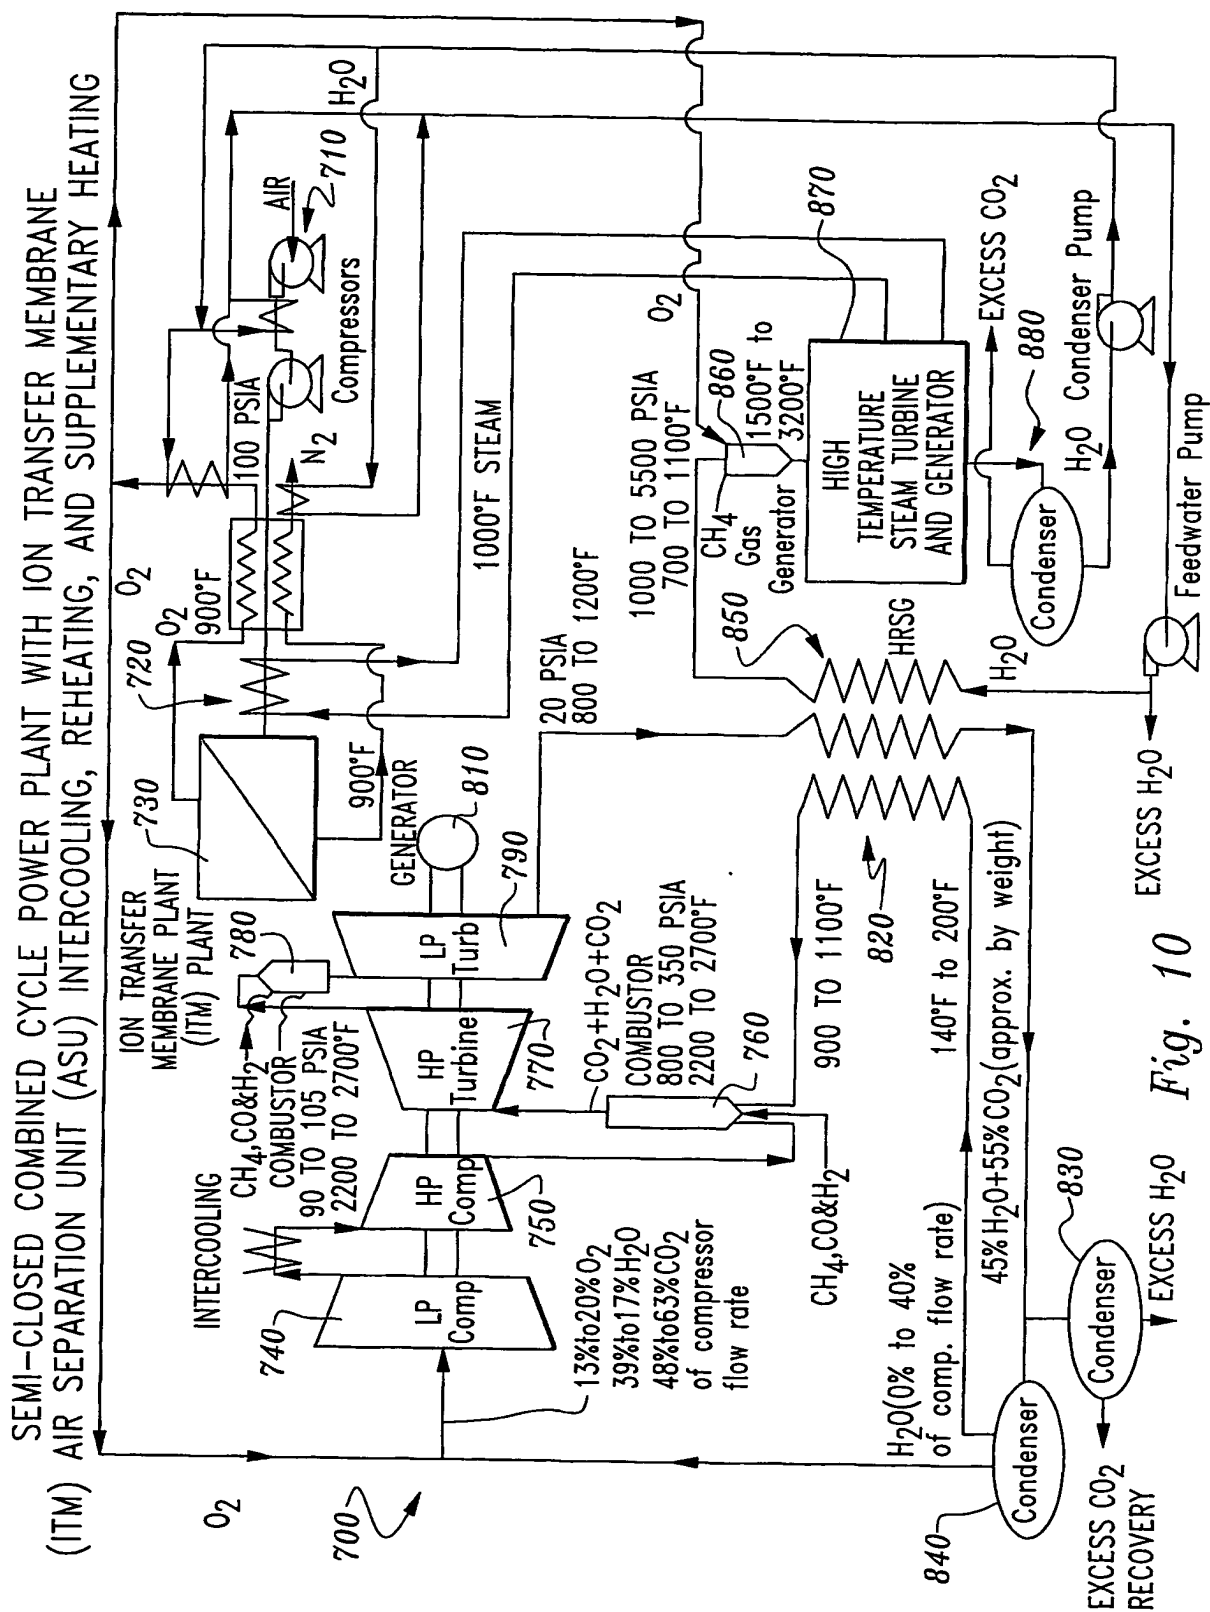 SEMI-CLOSED COMBINED CYCLE POWER PLANT WITH ION TRANSFER MEMBRANE
(ITM) AIR SEPARATION UNIT (ASU) INTERCOOLING, REHEATING, AND SUPPLEMENTARY HEATING
O2
700
O2
ION TRANSFER
MEMBRANE PLANT
(ITM) PLANT
730
720
O2
900°F
900°F
100 PSIA
N2
H2O
AIR
710
Compressors
1000°F STEAM
INTERCOOLING
CH4,CO&H2
COMBUSTOR
90 TO 105 PSIA
2200 TO 2700°F
780
GENERATOR
810
740
LP
Comp
HP
Comp
750
HP
Turbine
770
LP
Turb
790
20 PSIA
800 TO 1200°F
13%to20%O2
39%to17%H2O
48%to63%CO2
of compressor
flow rate
CO2+H2O+CO2
COMBUSTOR
800 TO 350 PSIA
2200 TO 2700°F
760
CH4,CO&H2
900 TO 1100°F
820
850
HRSG
H2O
1000 TO 5500 PSIA
700 TO 1100°F
O2
CH4
Gas
Generator
860
1500°F to
3200°F
870
HIGH
TEMPERATURE
STEAM TURBINE
AND GENERATOR
EXCESS CO2
880
Condenser
H2O Condenser Pump
Feedwater Pump
EXCESS H2O
140°F to 200°F
H2O(0% to 40%
of comp. flow rate)
45%H2O+55%CO2(approx. by weight)
840
Condenser
830
Condenser
EXCESS H2O
EXCESS CO2
RECOVERY
Fig. 10